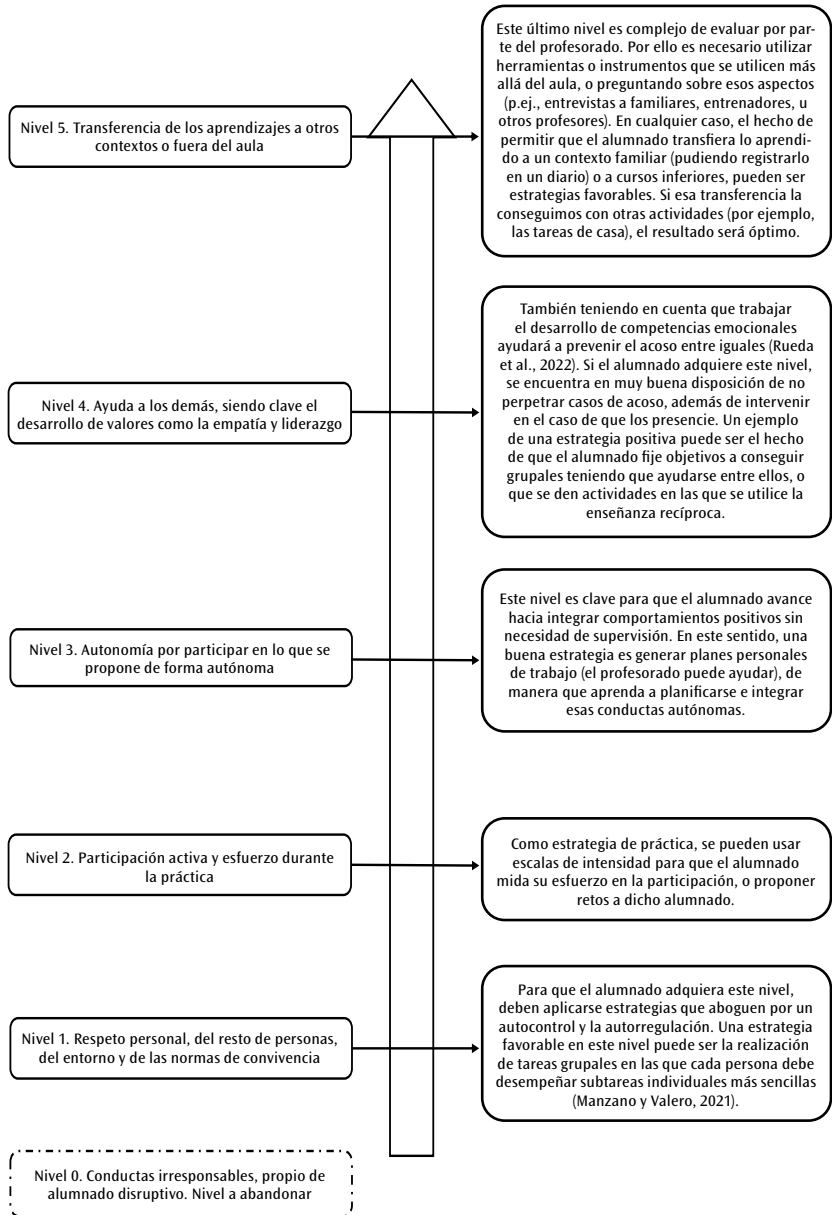 Este último nivel es complejo de evaluar por par-
te del profesorado. Por ello es necesario utilizar
herramientas o instrumentos que se utilicen más
allá del aula, o preguntando sobre esos aspectos
(p.ej., entrevistas a familiares, entrenadores, u
otros profesores). En cualquier caso, el hecho de
permitir que el alumnado transfiera lo aprendi-
do a un contexto familiar (pudiendo registrarlo
en un diario) o a cursos inferiores, pueden ser
estrategias favorables. Si esa transferencia la
conseguimos con otras actividades (por ejemplo,
las tareas de casa), el resultado será óptimo.
Nivel 5. Transferencia de los aprendizajes a otros
contextos o fuera del aula
También teniendo en cuenta que trabajar
el desarrollo de competencias emocionales
ayudará a prevenir el acoso entre iguales (Rueda
et al., 2022). Si el alumnado adquiere este nivel,
se encuentra en muy buena disposición de no
perpetrar casos de acoso, además de intervenir
en el caso de que los presencie. Un ejemplo
de una estrategia positiva puede ser el hecho
de que el alumnado fije objetivos a conseguir
grupales teniendo que ayudarse entre ellos, o
que se den actividades en las que se utilice la
enseñanza recíproca.
Nivel 4. Ayuda a los demás, siendo clave el
desarrollo de valores como la empatía y liderazgo
Este nivel es clave para que el alumnado avance
hacia integrar comportamientos positivos sin
necesidad de supervisión. En este sentido, una
buena estrategia es generar planes personales
de trabajo (el profesorado puede ayudar), de
manera que aprenda a planificarse e integrar
esas conductas autónomas.
Nivel 3. Autonomía por participar en lo que se
propone de forma autónoma
Como estrategia de práctica, se pueden usar
escalas de intensidad para que el alumnado
mida su esfuerzo en la participación, o proponer
retos a dicho alumnado.
Nivel 2. Participación activa y esfuerzo durante
la práctica
Para que el alumnado adquiera este nivel,
deben aplicarse estrategias que aboguen por un
autocontrol y la autorregulación. Una estrategia
favorable en este nivel puede ser la realización
de tareas grupales en las que cada persona debe
desempeñar subtareas individuales más sencillas
(Manzano y Valero, 2021).
Nivel 1. Respeto personal, del resto de personas,
del entorno y de las normas de convivencia
Nivel 0. Conductas irresponsables, propio de
alumnado disruptivo. Nivel a abandonar